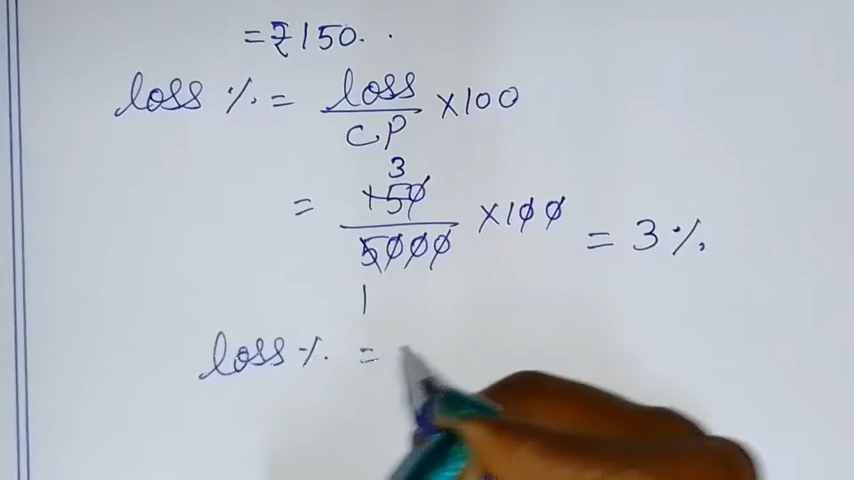 = ₹150. .
loss % = loss/CP × 100
3
= 150/5000 × 100 = 3 %
1
loss % =